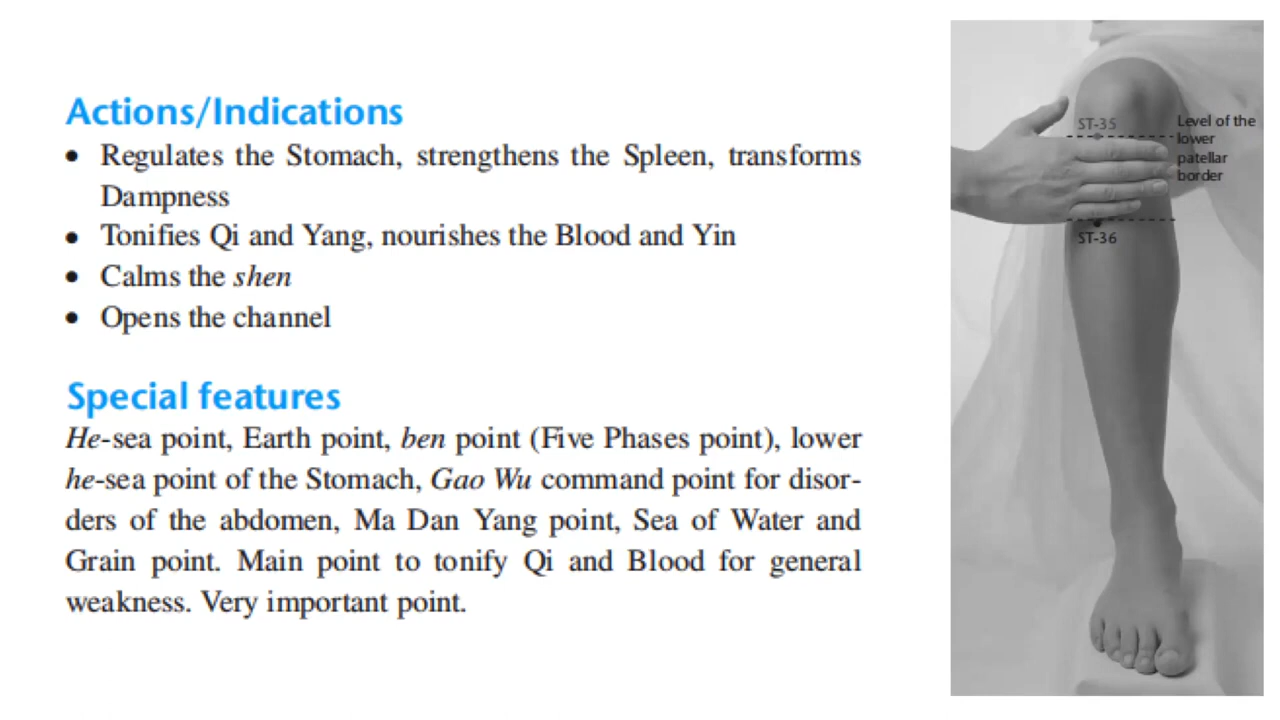 Actions/Indications
• Regulates the Stomach, strengthens the Spleen, transforms
Dampness
• Tonifies Qi and Yang, nourishes the Blood and Yin
• Calms the shen
• Opens the channel
Special features
He-sea point, Earth point, ben point (Five Phases point), lower
he-sea point of the Stomach, Gao Wu command point for disor-
ders of the abdomen, Ma Dan Yang point, Sea of Water and
Grain point. Main point to tonify Qi and Blood for general
weakness. Very important point.
ST-35
Level of the
lower
patellar
border
ST-36